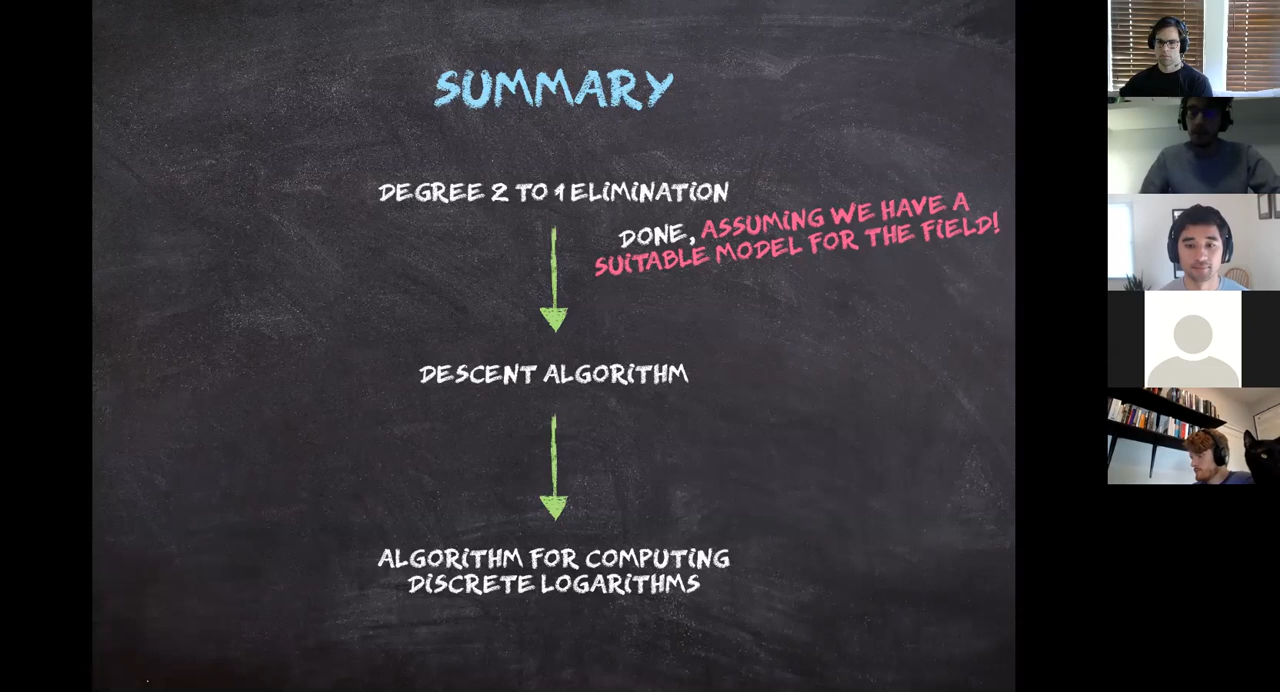 SUMMARY
DEGREE 2 TO 1 ELIMINATION
DONE, ASSUMING WE HAVE A
SUITABLE MODEL FOR THE FIELD!
DESCENT ALGORITHM
ALGORITHM FOR COMPUTING
DISCRETE LOGARITHMS